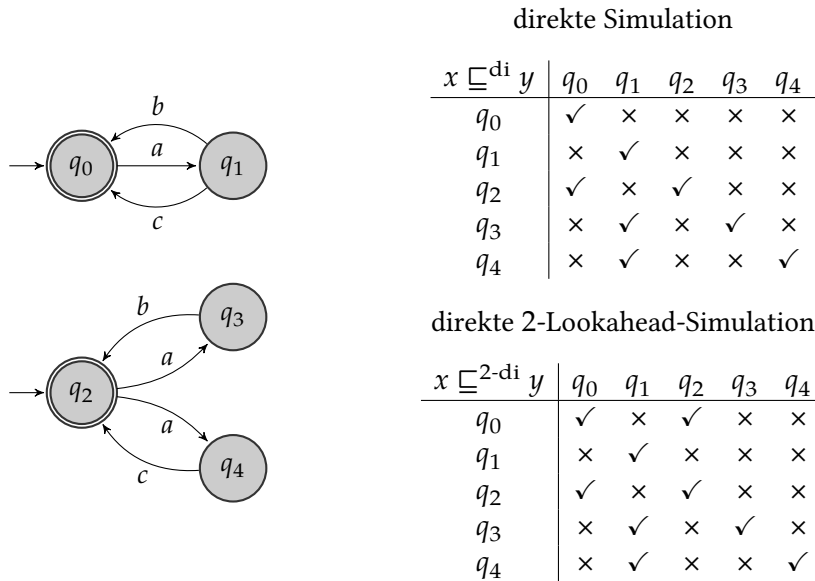 direkte Simulation
x ⊑ᵈⁱ y q₀ q₁ q₂ q₃ q₄
q₀ ✓ × × × ×
q₁ × ✓ × × ×
q₂ ✓ × ✓ × ×
q₃ × ✓ × ✓ ×
q₄ × ✓ × × ✓
direkte 2-Lookahead-Simulation
x ⊑²⁻ᵈⁱ y q₀ q₁ q₂ q₃ q₄
q₀ ✓ × ✓ × ×
q₁ × ✓ × × ×
q₂ ✓ × ✓ × ×
q₃ × ✓ × ✓ ×
q₄ × ✓ × × ✓
b
q₀ a q₁
c
b
q₃
a
q₂
a
c
q₄